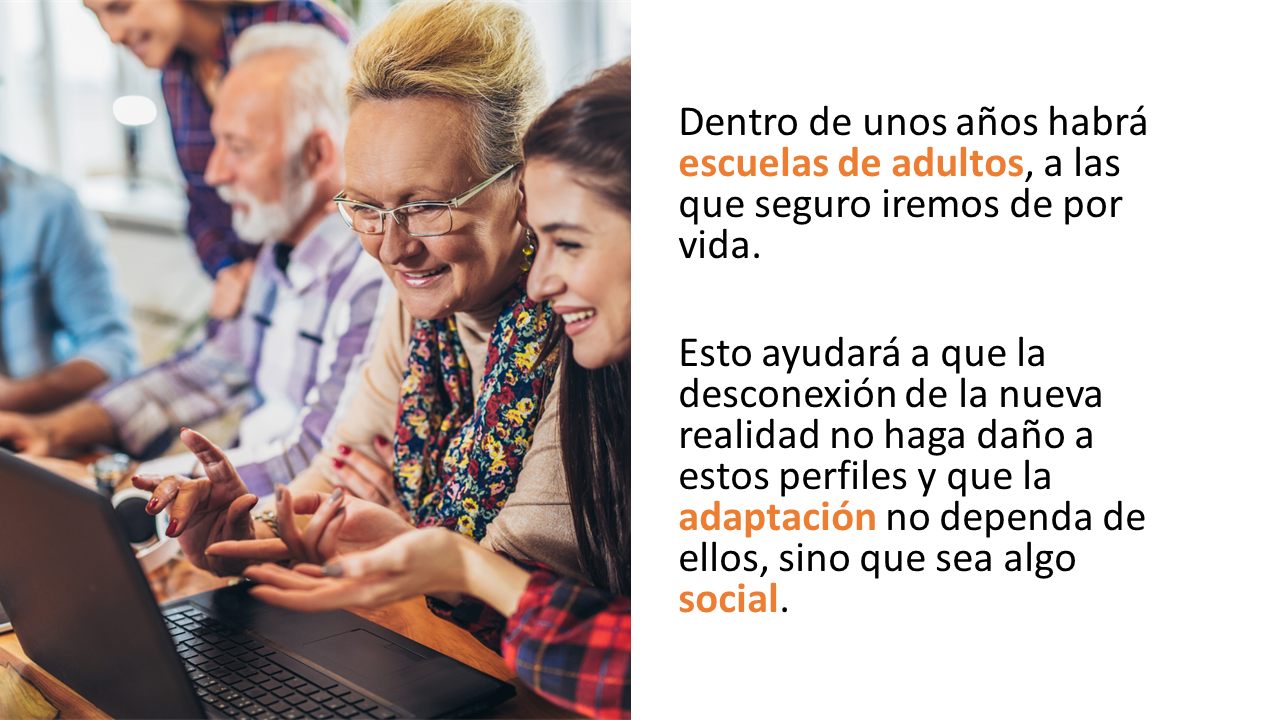 Dentro de unos años habrá
escuelas de adultos, a las
que seguro iremos de por
vida.
Esto ayudará a que la
desconexión de la nueva
realidad no haga daño a
estos perfiles y que la
adaptación no dependa de
ellos, sino que sea algo
social.